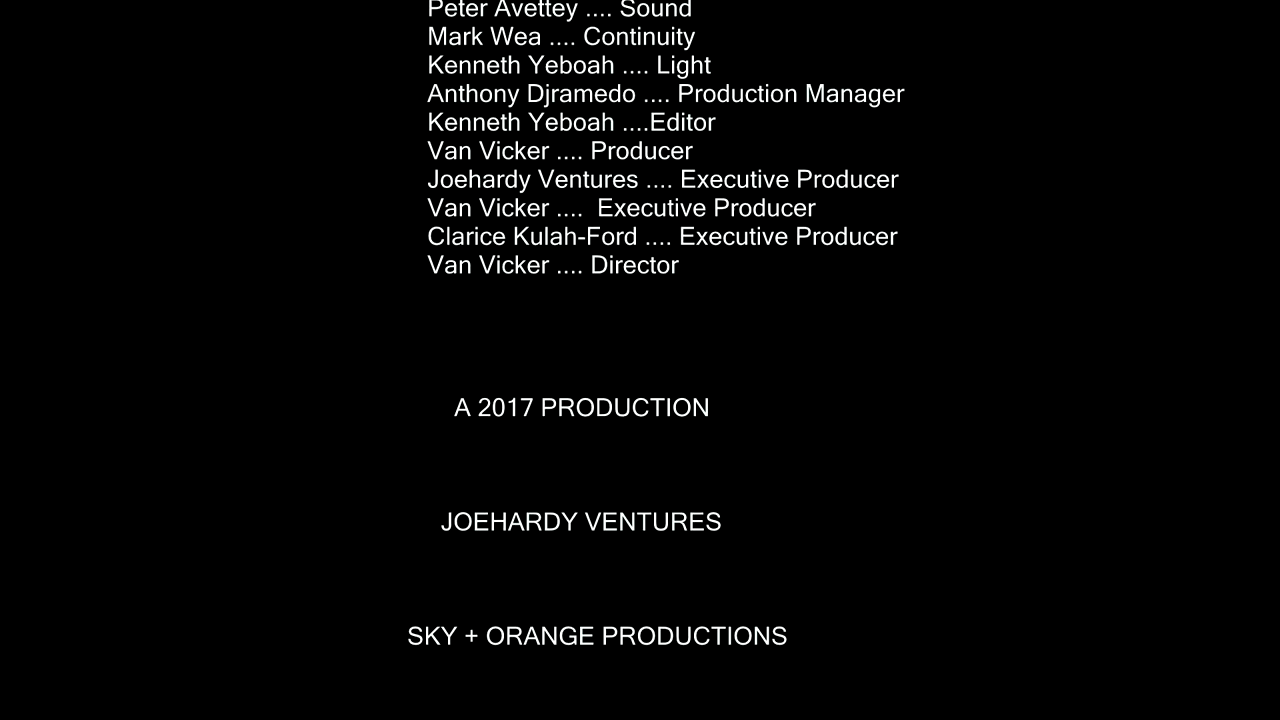 Peter Avettey .... Sound
Mark Wea .... Continuity
Kenneth Yeboah .... Light
Anthony Djramedo .... Production Manager
Kenneth Yeboah ....Editor
Van Vicker .... Producer
Joehardy Ventures .... Executive Producer
Van Vicker ....  Executive Producer
Clarice Kulah-Ford .... Executive Producer
Van Vicker .... Director
A 2017 PRODUCTION
JOEHARDY VENTURES
SKY + ORANGE PRODUCTIONS